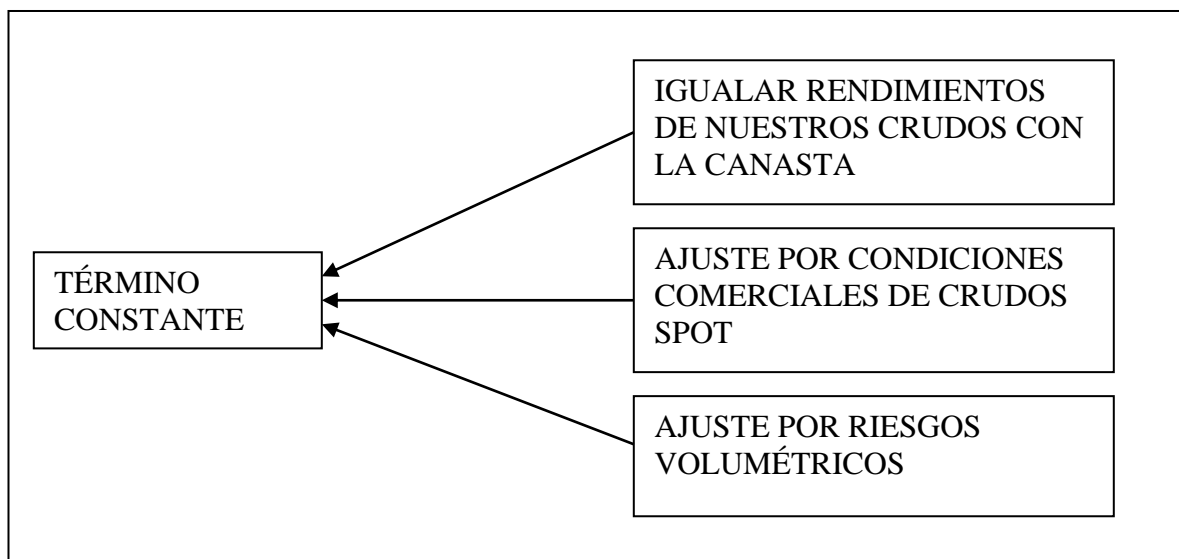 TÉRMINO
CONSTANTE
IGUALAR RENDIMIENTOS
DE NUESTROS CRUDOS CON
LA CANASTA
AJUSTE POR CONDICIONES
COMERCIALES DE CRUDOS
SPOT
AJUSTE POR RIESGOS
VOLUMÉTRICOS